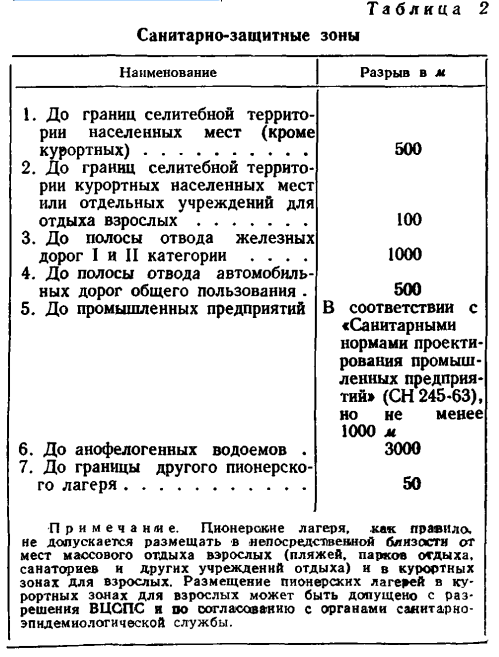 Таблица 2
Санитарно-защитные зоны
Наименование Разрыв в м
1. До границ селитебной террито-
рии населенных мест (кроме
курортных) . . . . . . . . . . 500
2. До границ селитебной террито-
рии курортных населенных мест
или отдельных учреждений для
отдыха взрослых . . . . . . . 100
3. До полосы отвода железных
дорог I и II категории . . . . 1000
4. До полосы отвода автомобиль-
ных дорог общего пользования . 500
5. До промышленных предприятий В соответствии с
«Санитарными
нормами проекти-
рования промыш-
ленных предприя-
тий» (СН 245-63),
но не менее
1000 м
6. До анофелогенных водоемов . 3000
7. До границы другого пионерско-
го лагеря . . . . . . . . . . . 50
Примечание. Пионерские лагеря, как правило,
не допускается размещать в непосредственной близости от
мест массового отдыха взрослых (пляжей, парков отдыха,
санаториев и других учреждений отдыха) и в курортных
зонах для взрослых. Размещение пионерских лагерей в ку-
рортных зонах для взрослых может быть допущено с раз-
решения ВЦСПС и по согласованию с органами санитарно-
эпидемиологической службы.